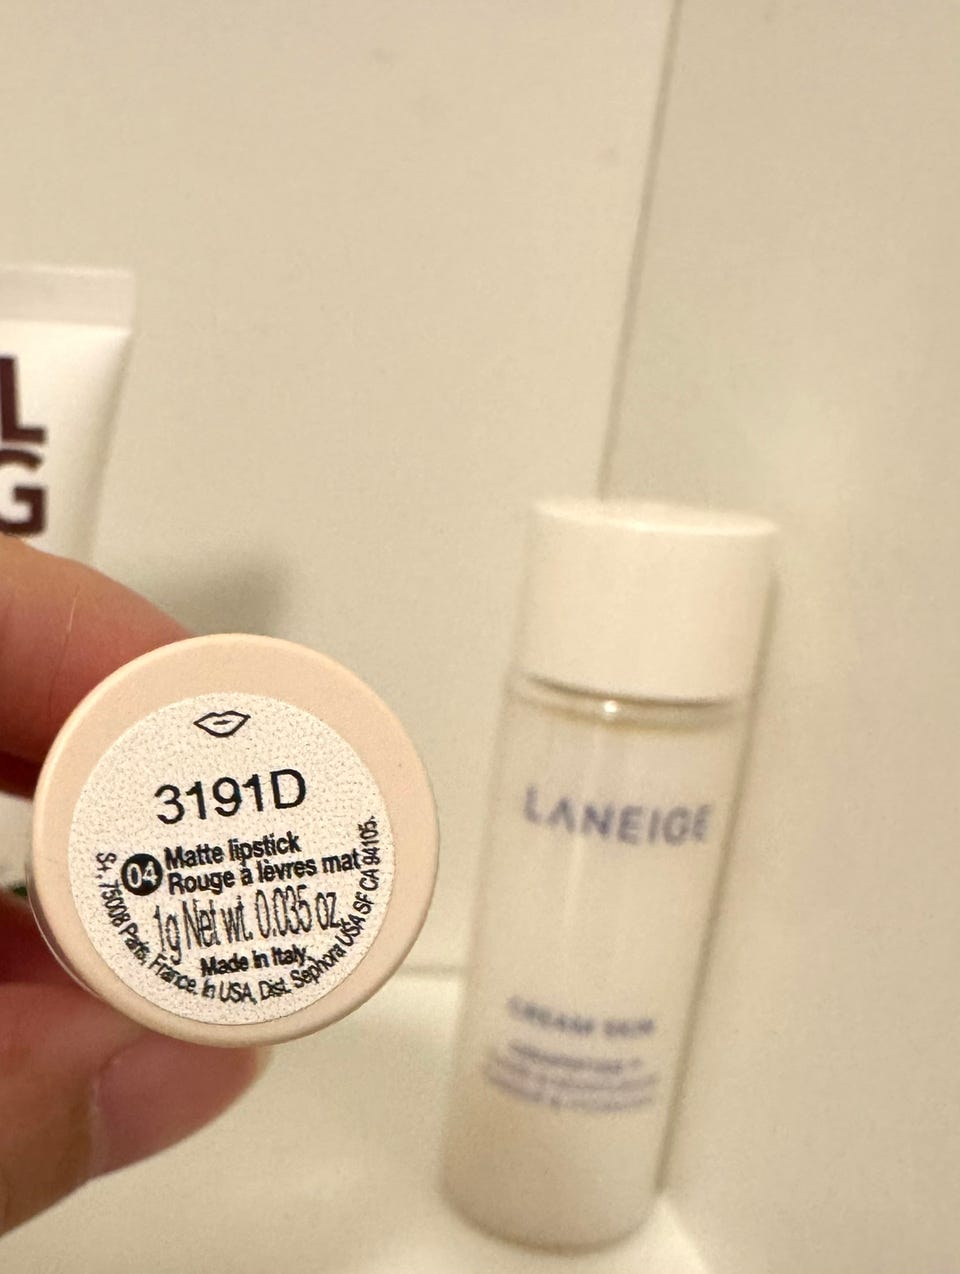 L
G
3191D
04 Matte lipstick
Rouge à lèvres mat
1g Net wt. 0.035 oz.
Made in Italy.
S+, 75008 Paris, France. In USA, Dist. Sephora USA SF CA 94105.
LANEIGE
CREAM SKIN